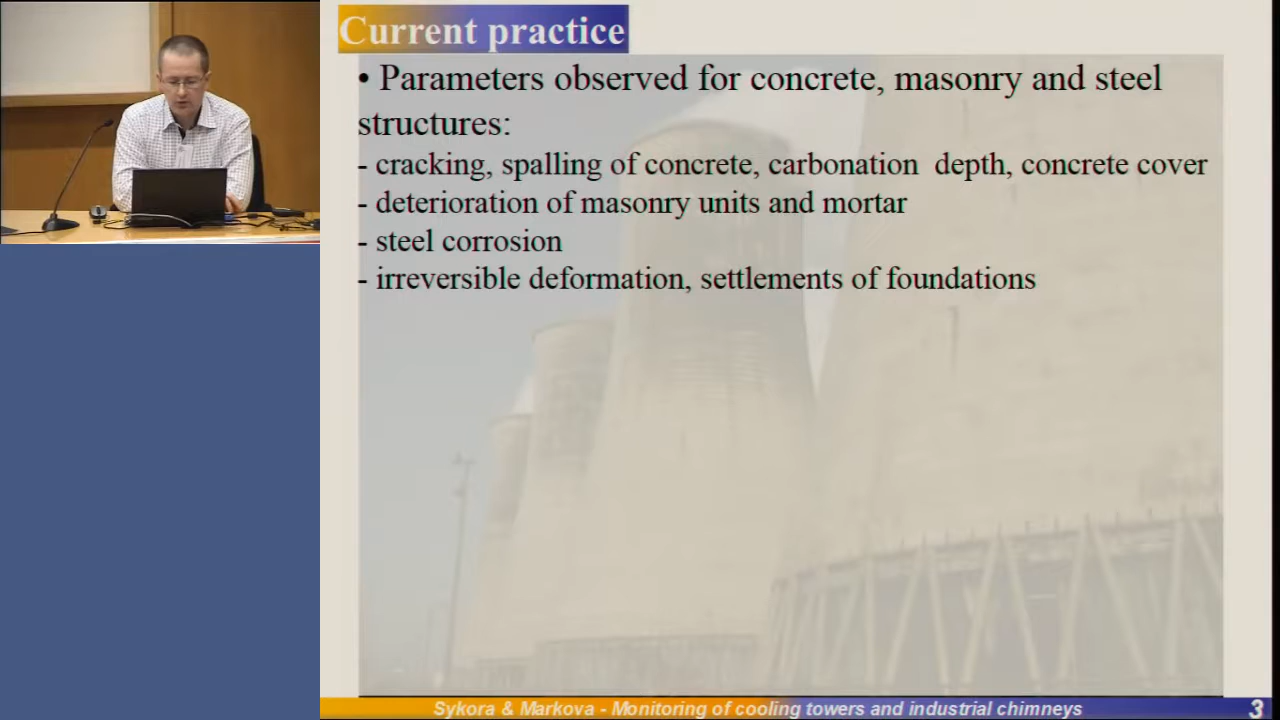 Current practice
• Parameters observed for concrete, masonry and steel
structures:
- cracking, spalling of concrete, carbonation depth, concrete cover
- deterioration of masonry units and mortar
- steel corrosion
- irreversible deformation, settlements of foundations
Sykora & Markova - Monitoring of cooling towers and industrial chimneys 3